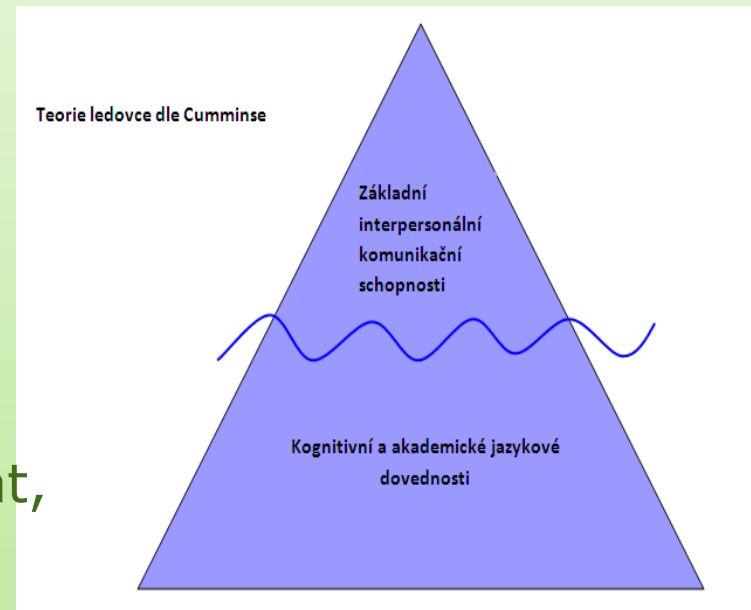 Teorie ledovce dle Cumminse
Základní
interpersonální
komunikační
schopnosti
Kognitivní a akademické jazykové
dovednosti